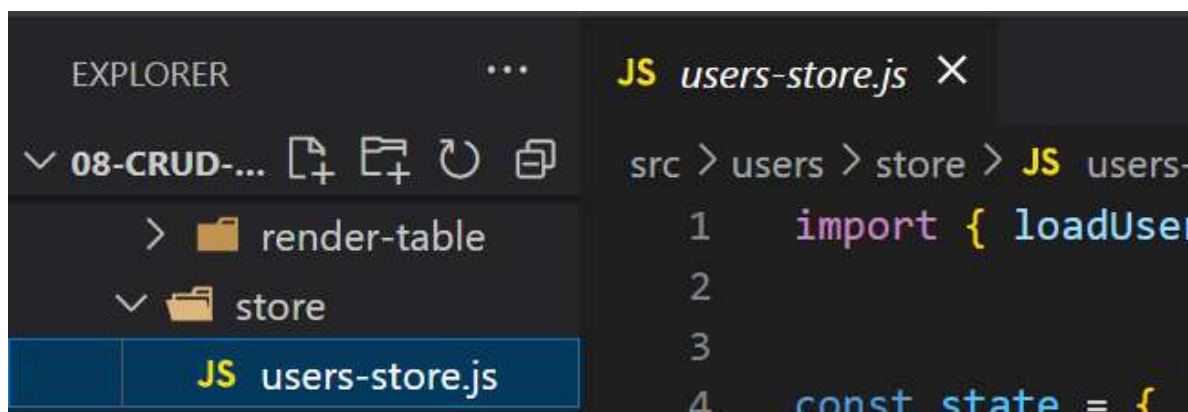 EXPLORER ...
08-CRUD-...
render-table
store
JS users-store.js
JS users-store.js
src > users > store > JS users-
1 import { loadUser
2
3
4 const state = {